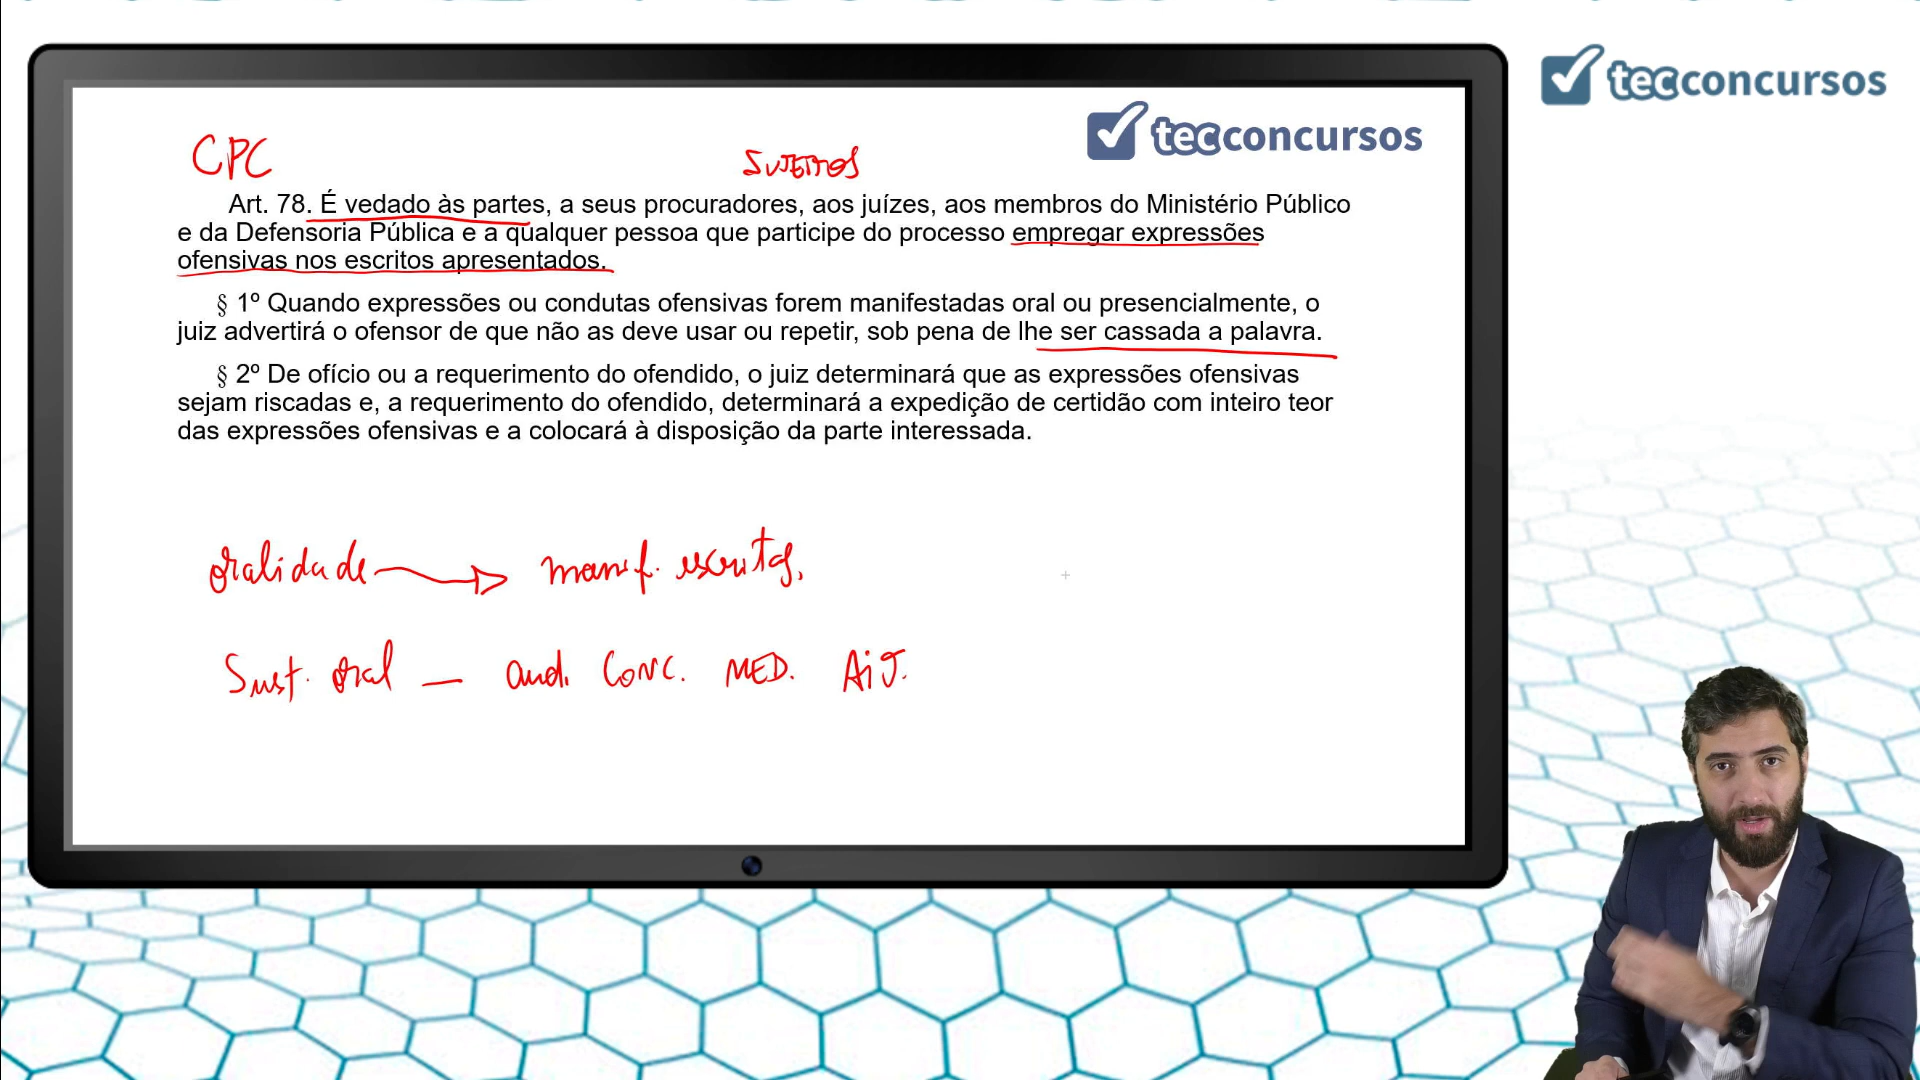 tecconcursos
tecconcursos
CPC
SUJEITOS
Art. 78. É vedado às partes, a seus procuradores, aos juízes, aos membros do Ministério Público
e da Defensoria Pública e a qualquer pessoa que participe do processo empregar expressões
ofensivas nos escritos apresentados.
§ 1º Quando expressões ou condutas ofensivas forem manifestadas oral ou presencialmente, o
juiz advertirá o ofensor de que não as deve usar ou repetir, sob pena de lhe ser cassada a palavra.
§ 2º De ofício ou a requerimento do ofendido, o juiz determinará que as expressões ofensivas
sejam riscadas e, a requerimento do ofendido, determinará a expedição de certidão com inteiro teor
das expressões ofensivas e a colocará à disposição da parte interessada.
oralidade → manif. escritas.
Sust. oral — aud. CONC. MED. AiJ.